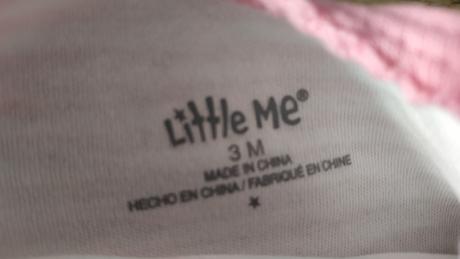 Little Me®
3 M
MADE IN CHINA
HECHO EN CHINA / FABRIQUÉ EN CHINE